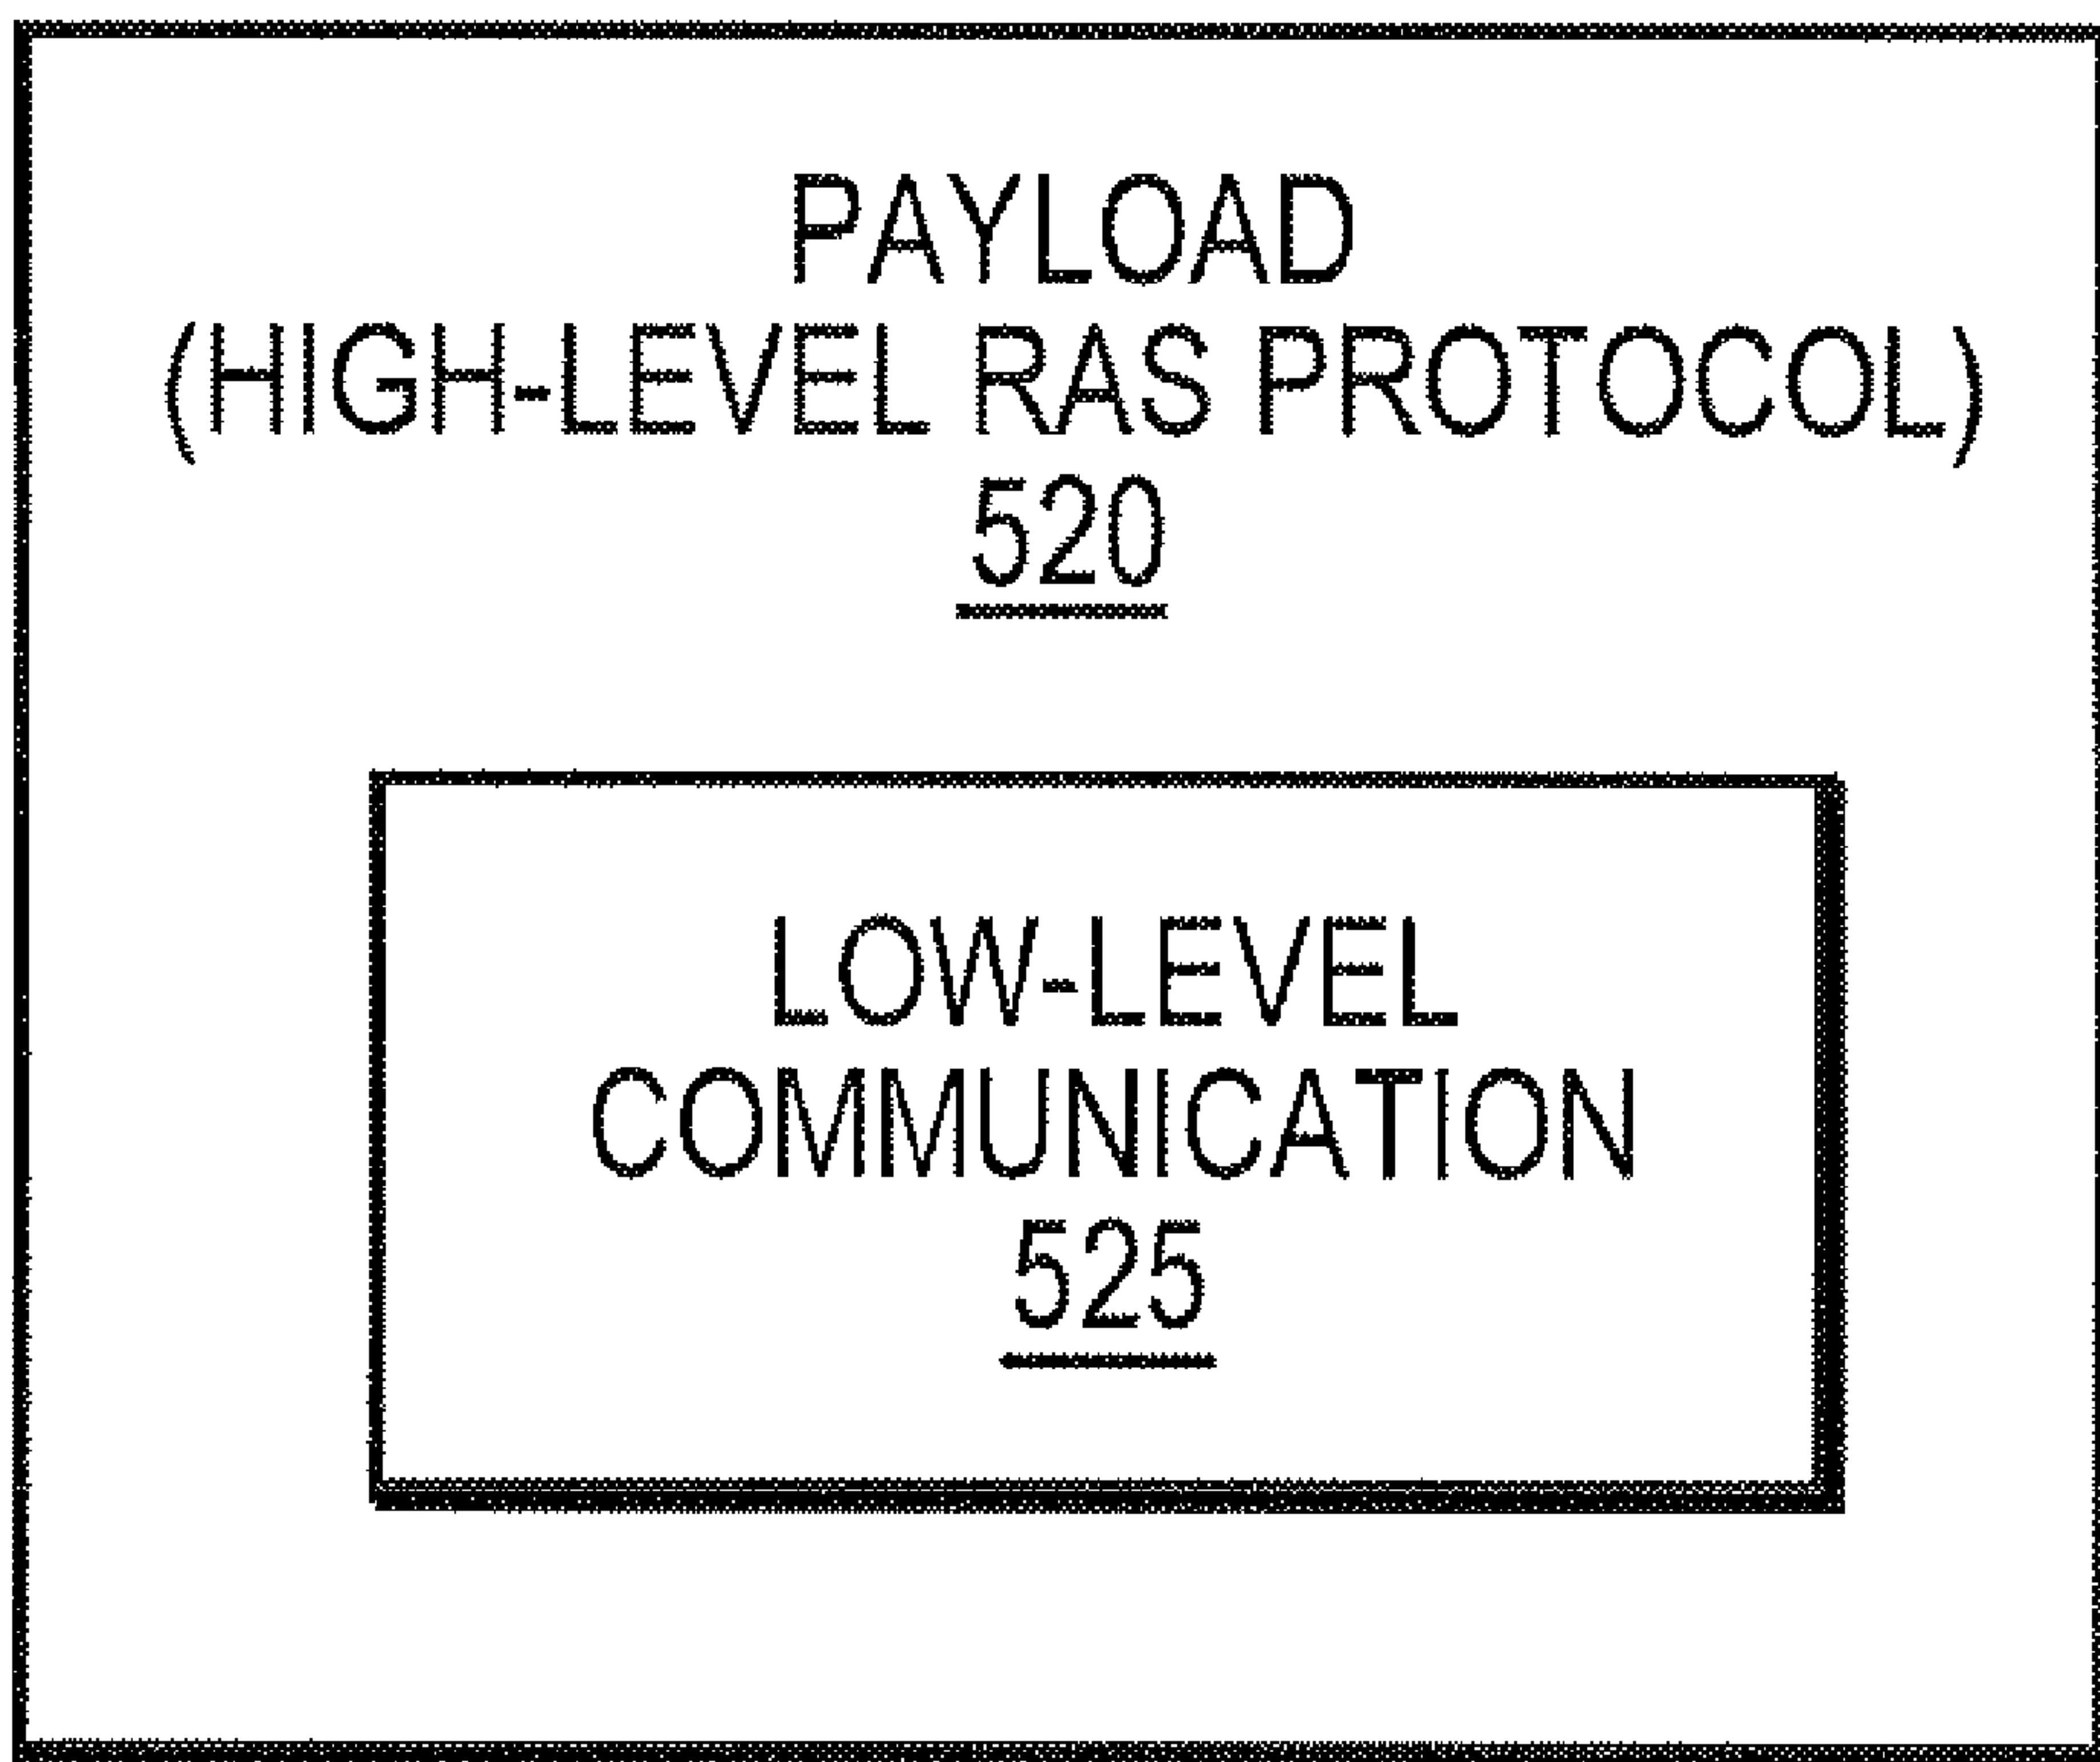 PAYLOAD
(HIGH-LEVEL RAS PROTOCOL)
520
LOW-LEVEL
COMMUNICATION
525